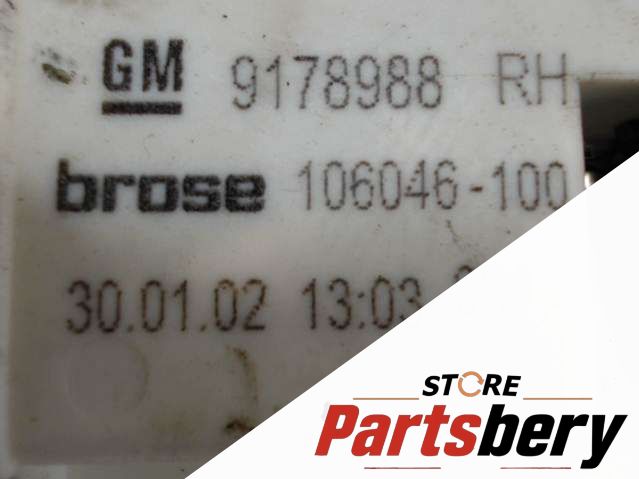 GM 9178988 RH
brose 106046-100
30.01.02 13:03
STORE
Partsbery